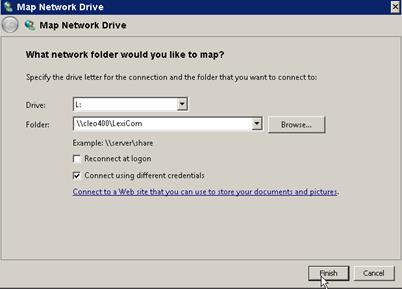 Map Network Drive
Map Network Drive
What network folder would you like to map?
Specify the drive letter for the connection and the folder that you want to connect to:
Drive: L:
Folder: \\cleo400\LexiCom Browse...
Example: \\server\share
Reconnect at logon
Connect using different credentials
Connect to a Web site that you can use to store your documents and pictures.
Finish Cancel